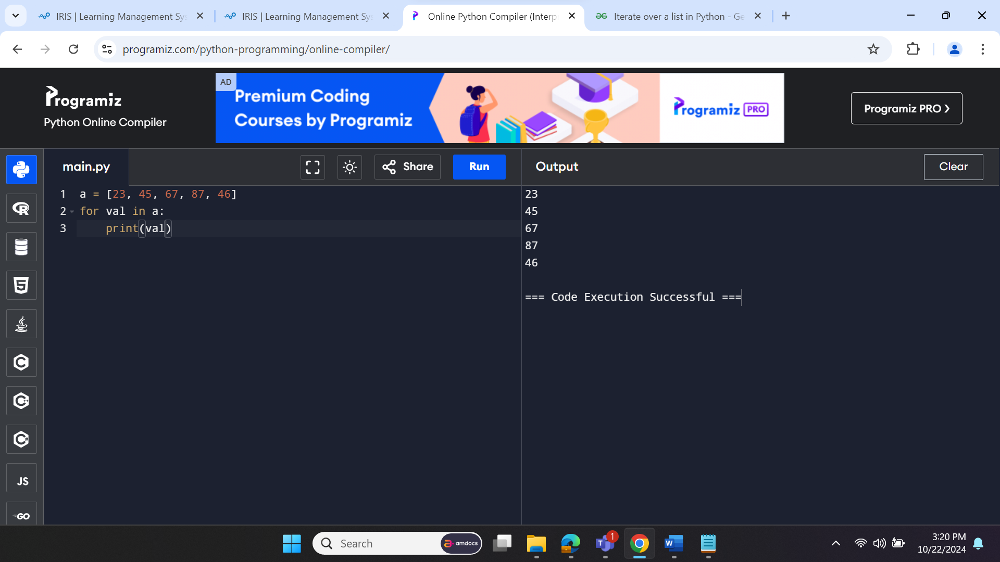 IRIS | Learning Management Sys
IRIS | Learning Management Sys
Online Python Compiler (Interp
Iterate over a list in Python - Ge
programiz.com/python-programming/online-compiler/
Programiz
Python Online Compiler
AD
Premium Coding
Courses by Programiz
Programiz PRO
Programiz PRO ❯
main.py
Share
Run
Output
Clear
1 a = [23, 45, 67, 87, 46]
2 for val in a:
3     print(val)
23
45
67
87
46
=== Code Execution Successful ===
JS
GO
Search
amdocs
1
3:20 PM
10/22/2024